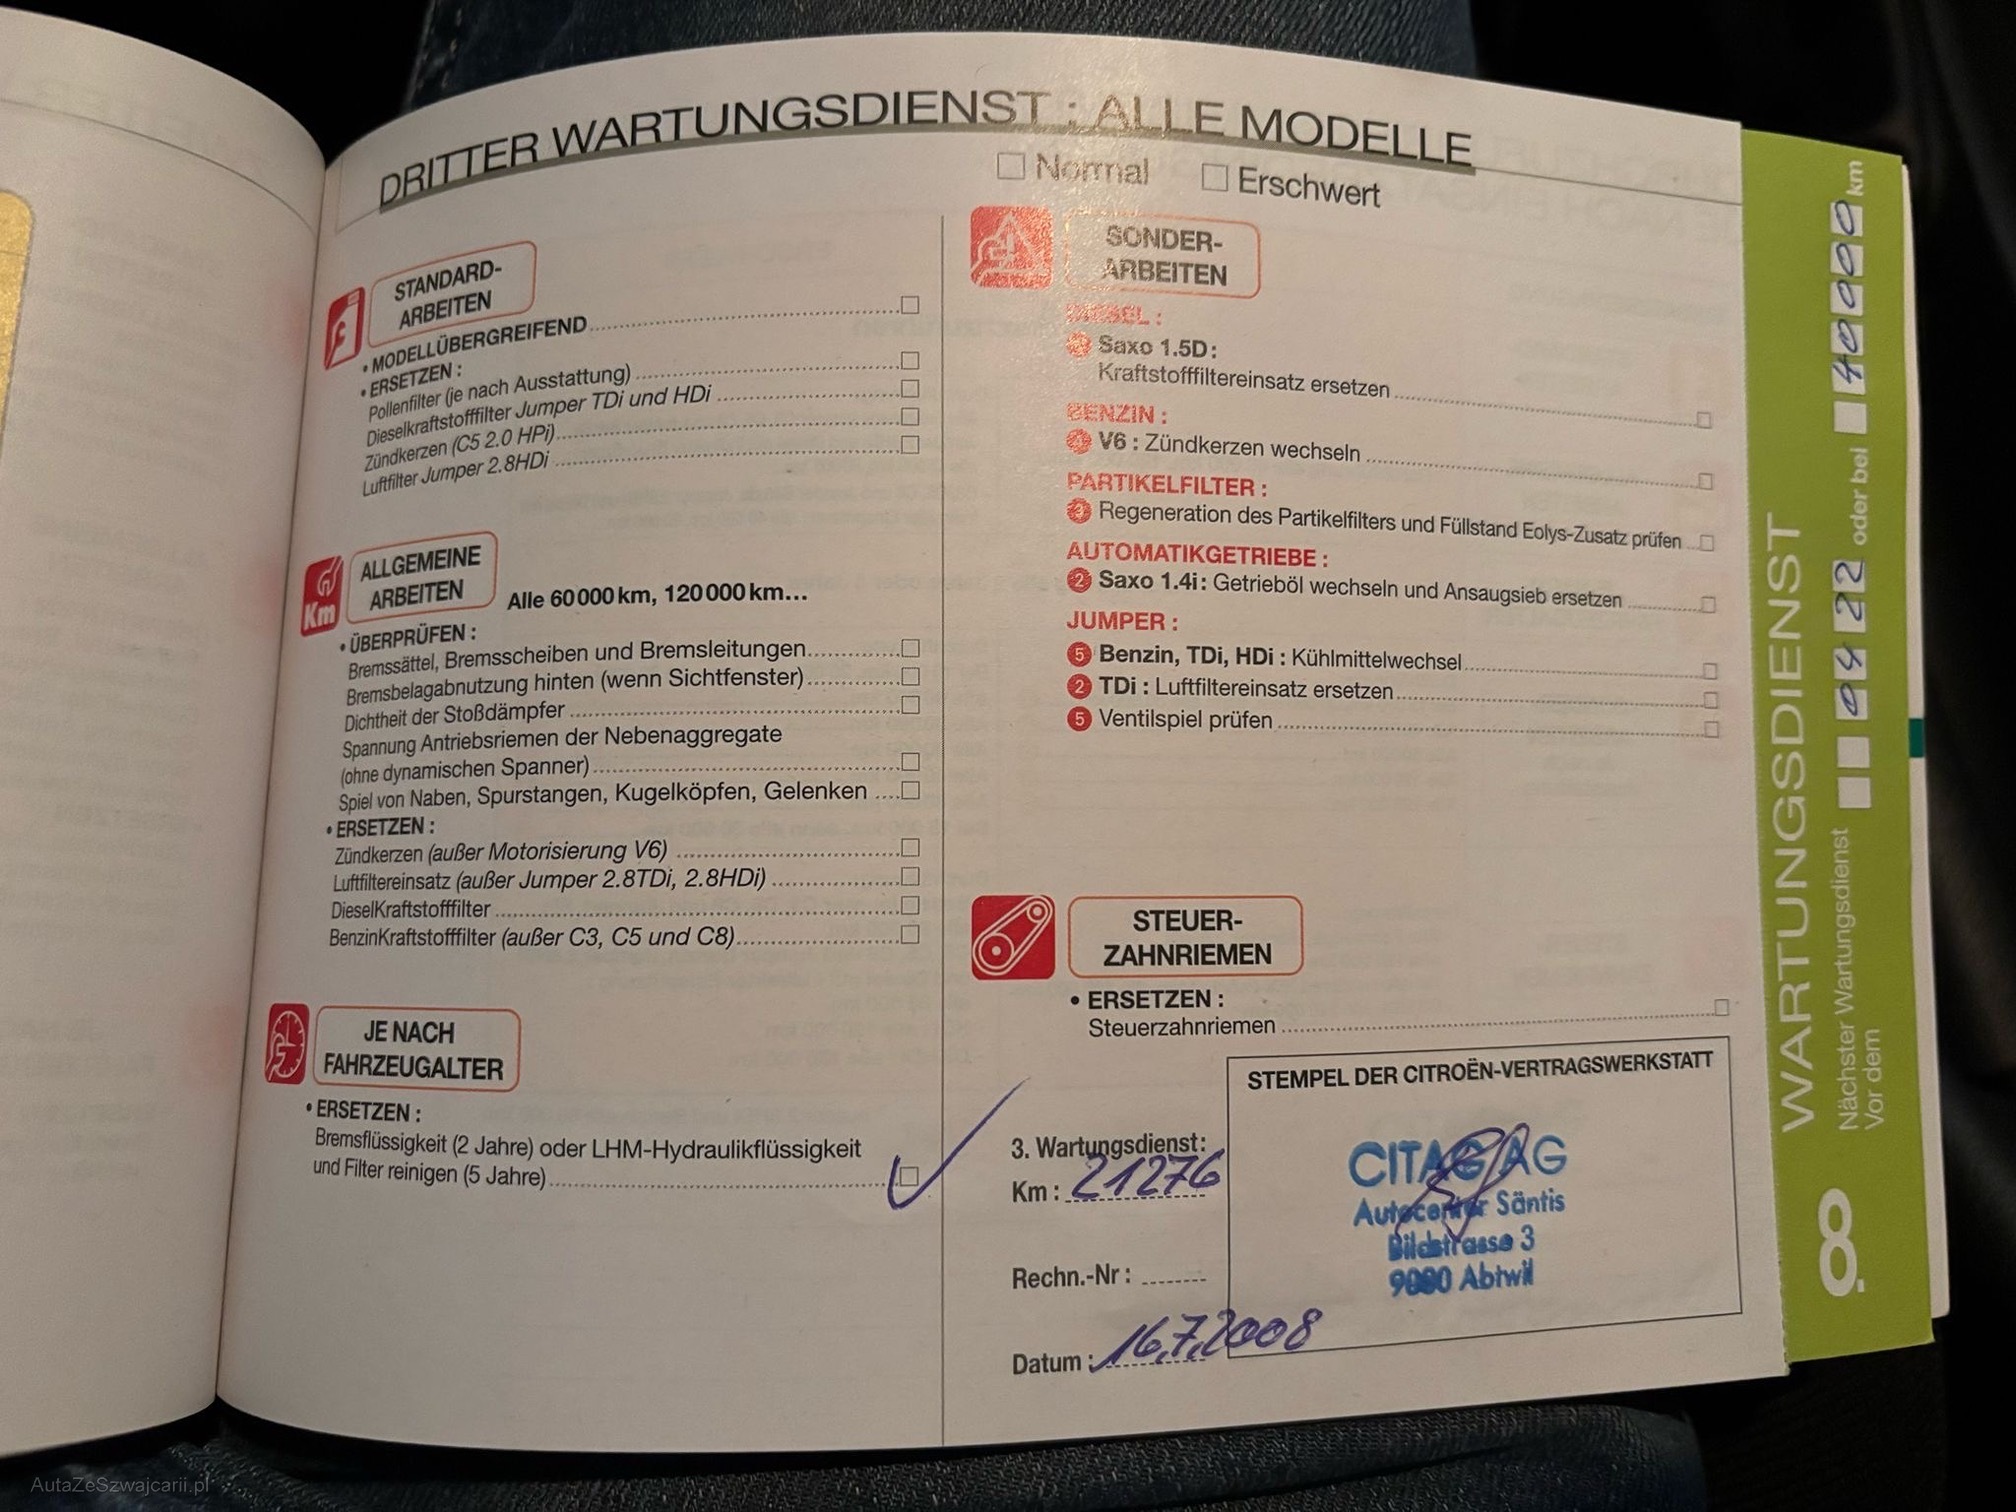 DRITTER WARTUNGSDIENST : ALLE MODELLE
Normal
Erschwert
STANDARD-
ARBEITEN
• MODELLÜBERGREIFEND
• ERSETZEN :
Pollenfilter (je nach Ausstattung)
Dieselkraftstofffilter Jumper TDi und HDi
Zündkerzen (C5 2.0 HPi)
Luftfilter Jumper 2.8HDi
Km
ALLGEMEINE
ARBEITEN
Alle 60 000 km, 120 000 km...
• ÜBERPRÜFEN :
Bremssättel, Bremsscheiben und Bremsleitungen
Bremsbelagabnutzung hinten (wenn Sichtfenster)
Dichtheit der Stoßdämpfer
Spannung Antriebsriemen der Nebenaggregate
(ohne dynamischen Spanner)
Spiel von Naben, Spurstangen, Kugelköpfen, Gelenken
• ERSETZEN :
Zündkerzen (außer Motorisierung V6)
Luftfiltereinsatz (außer Jumper 2.8TDi, 2.8HDi)
DieselKraftstofffilter
BenzinKraftstofffilter (außer C3, C5 und C8)
JE NACH
FAHRZEUGALTER
• ERSETZEN :
Bremsflüssigkeit (2 Jahre) oder LHM-Hydraulikflüssigkeit
und Filter reinigen (5 Jahre)
SONDER-
ARBEITEN
DIESEL :
Saxo 1.5D :
Kraftstofffiltereinsatz ersetzen
BENZIN :
V6 : Zündkerzen wechseln
PARTIKELFILTER :
3 Regeneration des Partikelfilters und Füllstand Eolys-Zusatz prüfen
AUTOMATIKGETRIEBE :
2 Saxo 1.4i : Getrieböl wechseln und Ansaugsieb ersetzen
JUMPER :
5 Benzin, TDi, HDi : Kühlmittelwechsel
2 TDi : Luftfiltereinsatz ersetzen
5 Ventilspiel prüfen
STEUER-
ZAHNRIEMEN
• ERSETZEN :
Steuerzahnriemen
3. Wartungsdienst:
Km : 21276
Rechn.-Nr :
Datum : 16.7.2008
STEMPEL DER CITROËN-VERTRAGSWERKSTATT
CITAG AG
Autocenter Säntis
Bildstrasse 3
9030 Abtwil
8. WARTUNGSDIENST
Nächster Wartungsdienst
Vor dem 0422 oder bei 40000 km
AutaZeSzwajcarii.pl